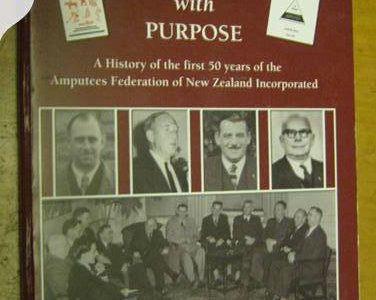 with
PURPOSE
A History of the first 50 years of the
Amputees Federation of New Zealand Incorporated